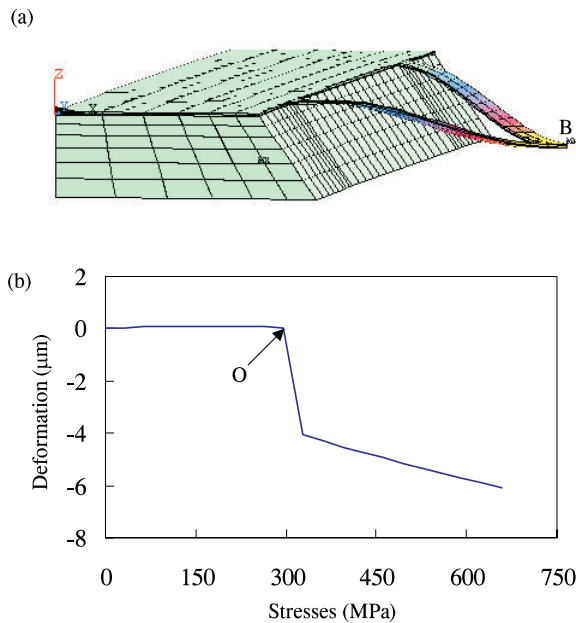 (a)
Z
Y
B
(b)
2
0
-2
-4
-6
-8
O
Deformation (μm)
0 150 300 450 600 750
Stresses (MPa)